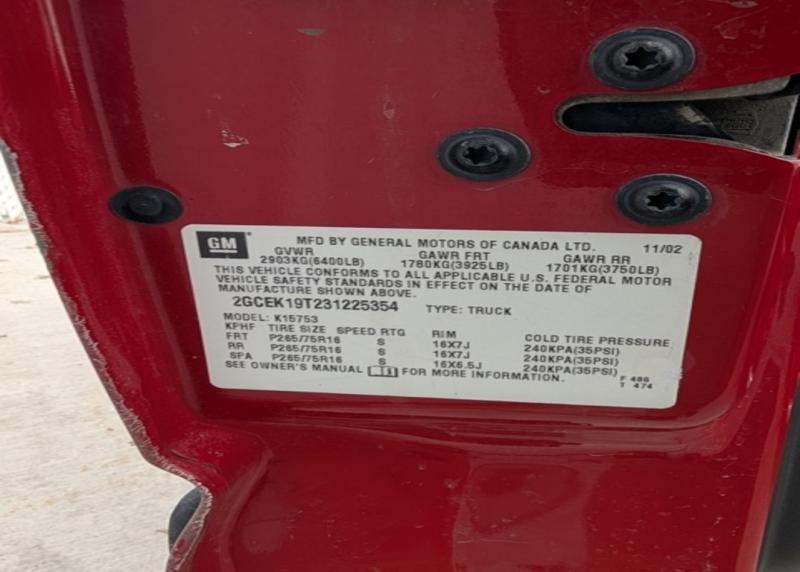 GM
MFD BY GENERAL MOTORS OF CANADA LTD. 11/02
GVWR GAWR FRT GAWR RR
2903KG(6400LB) 1780KG(3925LB) 1701KG(3750LB)
THIS VEHICLE CONFORMS TO ALL APPLICABLE U.S. FEDERAL MOTOR
VEHICLE SAFETY STANDARDS IN EFFECT ON THE DATE OF
MANUFACTURE SHOWN ABOVE.
2GCEK19T231225354 TYPE: TRUCK
MODEL: K15753
KPHF TIRE SIZE SPEED RTG RIM COLD TIRE PRESSURE
FRT P265/75R16 S 16X7J 240KPA(35PSI)
RR P265/75R16 S 16X7J 240KPA(35PSI)
SPA P265/75R16 S 16X6.5J 240KPA(35PSI)
SEE OWNER'S MANUAL FOR MORE INFORMATION. F 486
T 474